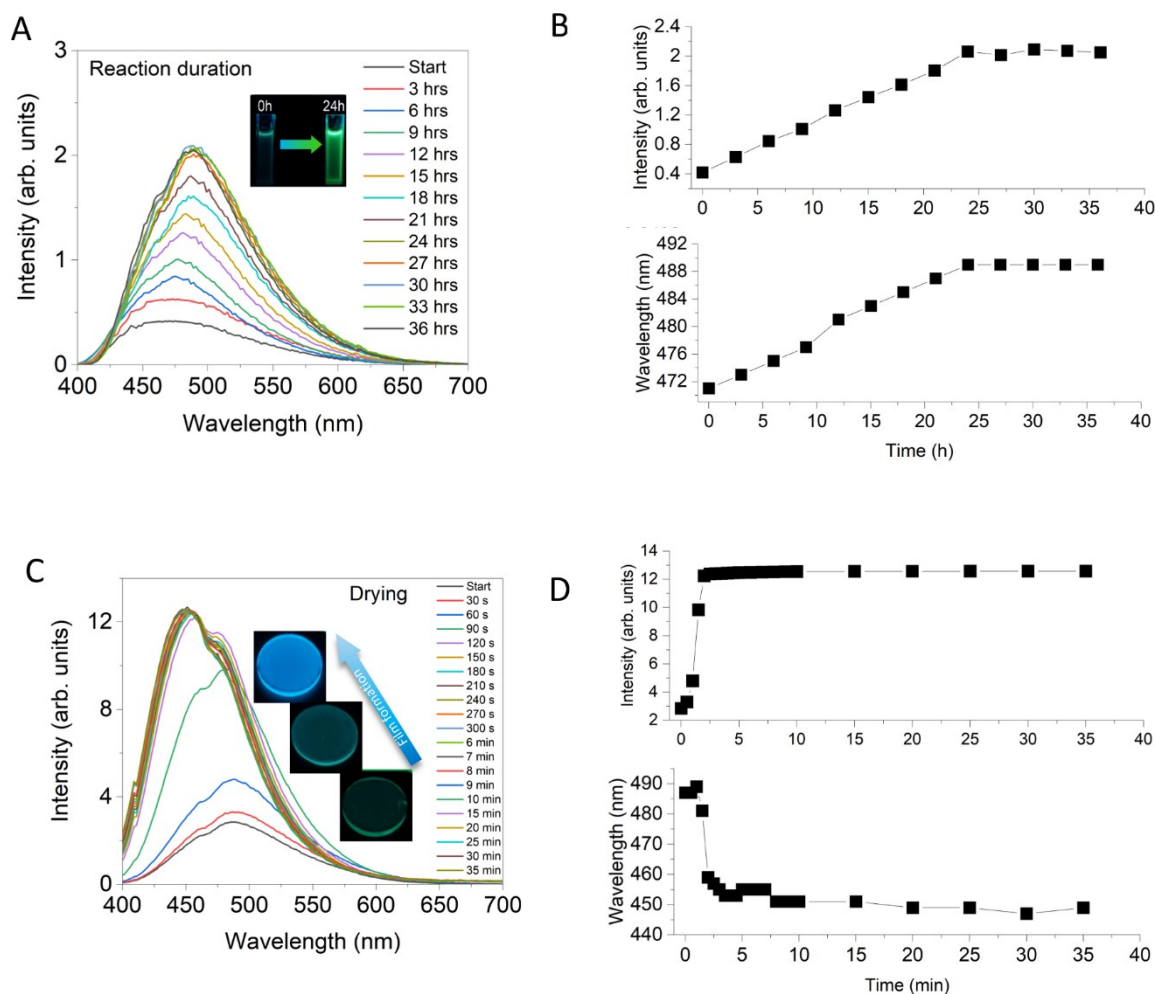 A
Reaction duration
3
2
1
0
400 450 500 550 600 650 700
Intensity (arb. units)
Wavelength (nm)
0h 24h
Start
3 hrs
6 hrs
9 hrs
12 hrs
15 hrs
18 hrs
21 hrs
24 hrs
27 hrs
30 hrs
33 hrs
36 hrs
B
Intensity (arb. units)
2.4
2.0
1.6
1.2
0.8
0.4
0 5 10 15 20 25 30 35 40
Wavelength (nm)
492
488
484
480
476
472
0 5 10 15 20 25 30 35 40
Time (h)
C
Drying
12
8
4
0
400 450 500 550 600 650 700
Intensity (arb. units)
Wavelength (nm)
Film formation
Start
30 s
60 s
90 s
120 s
150 s
180 s
210 s
240 s
270 s
300 s
6 min
7 min
8 min
9 min
10 min
15 min
20 min
25 min
30 min
35 min
D
Intensity (arb. units)
14
12
10
8
6
4
2
0 5 10 15 20 25 30 35 40
Wavelength (nm)
490
480
470
460
450
440
0 5 10 15 20 25 30 35 40
Time (min)